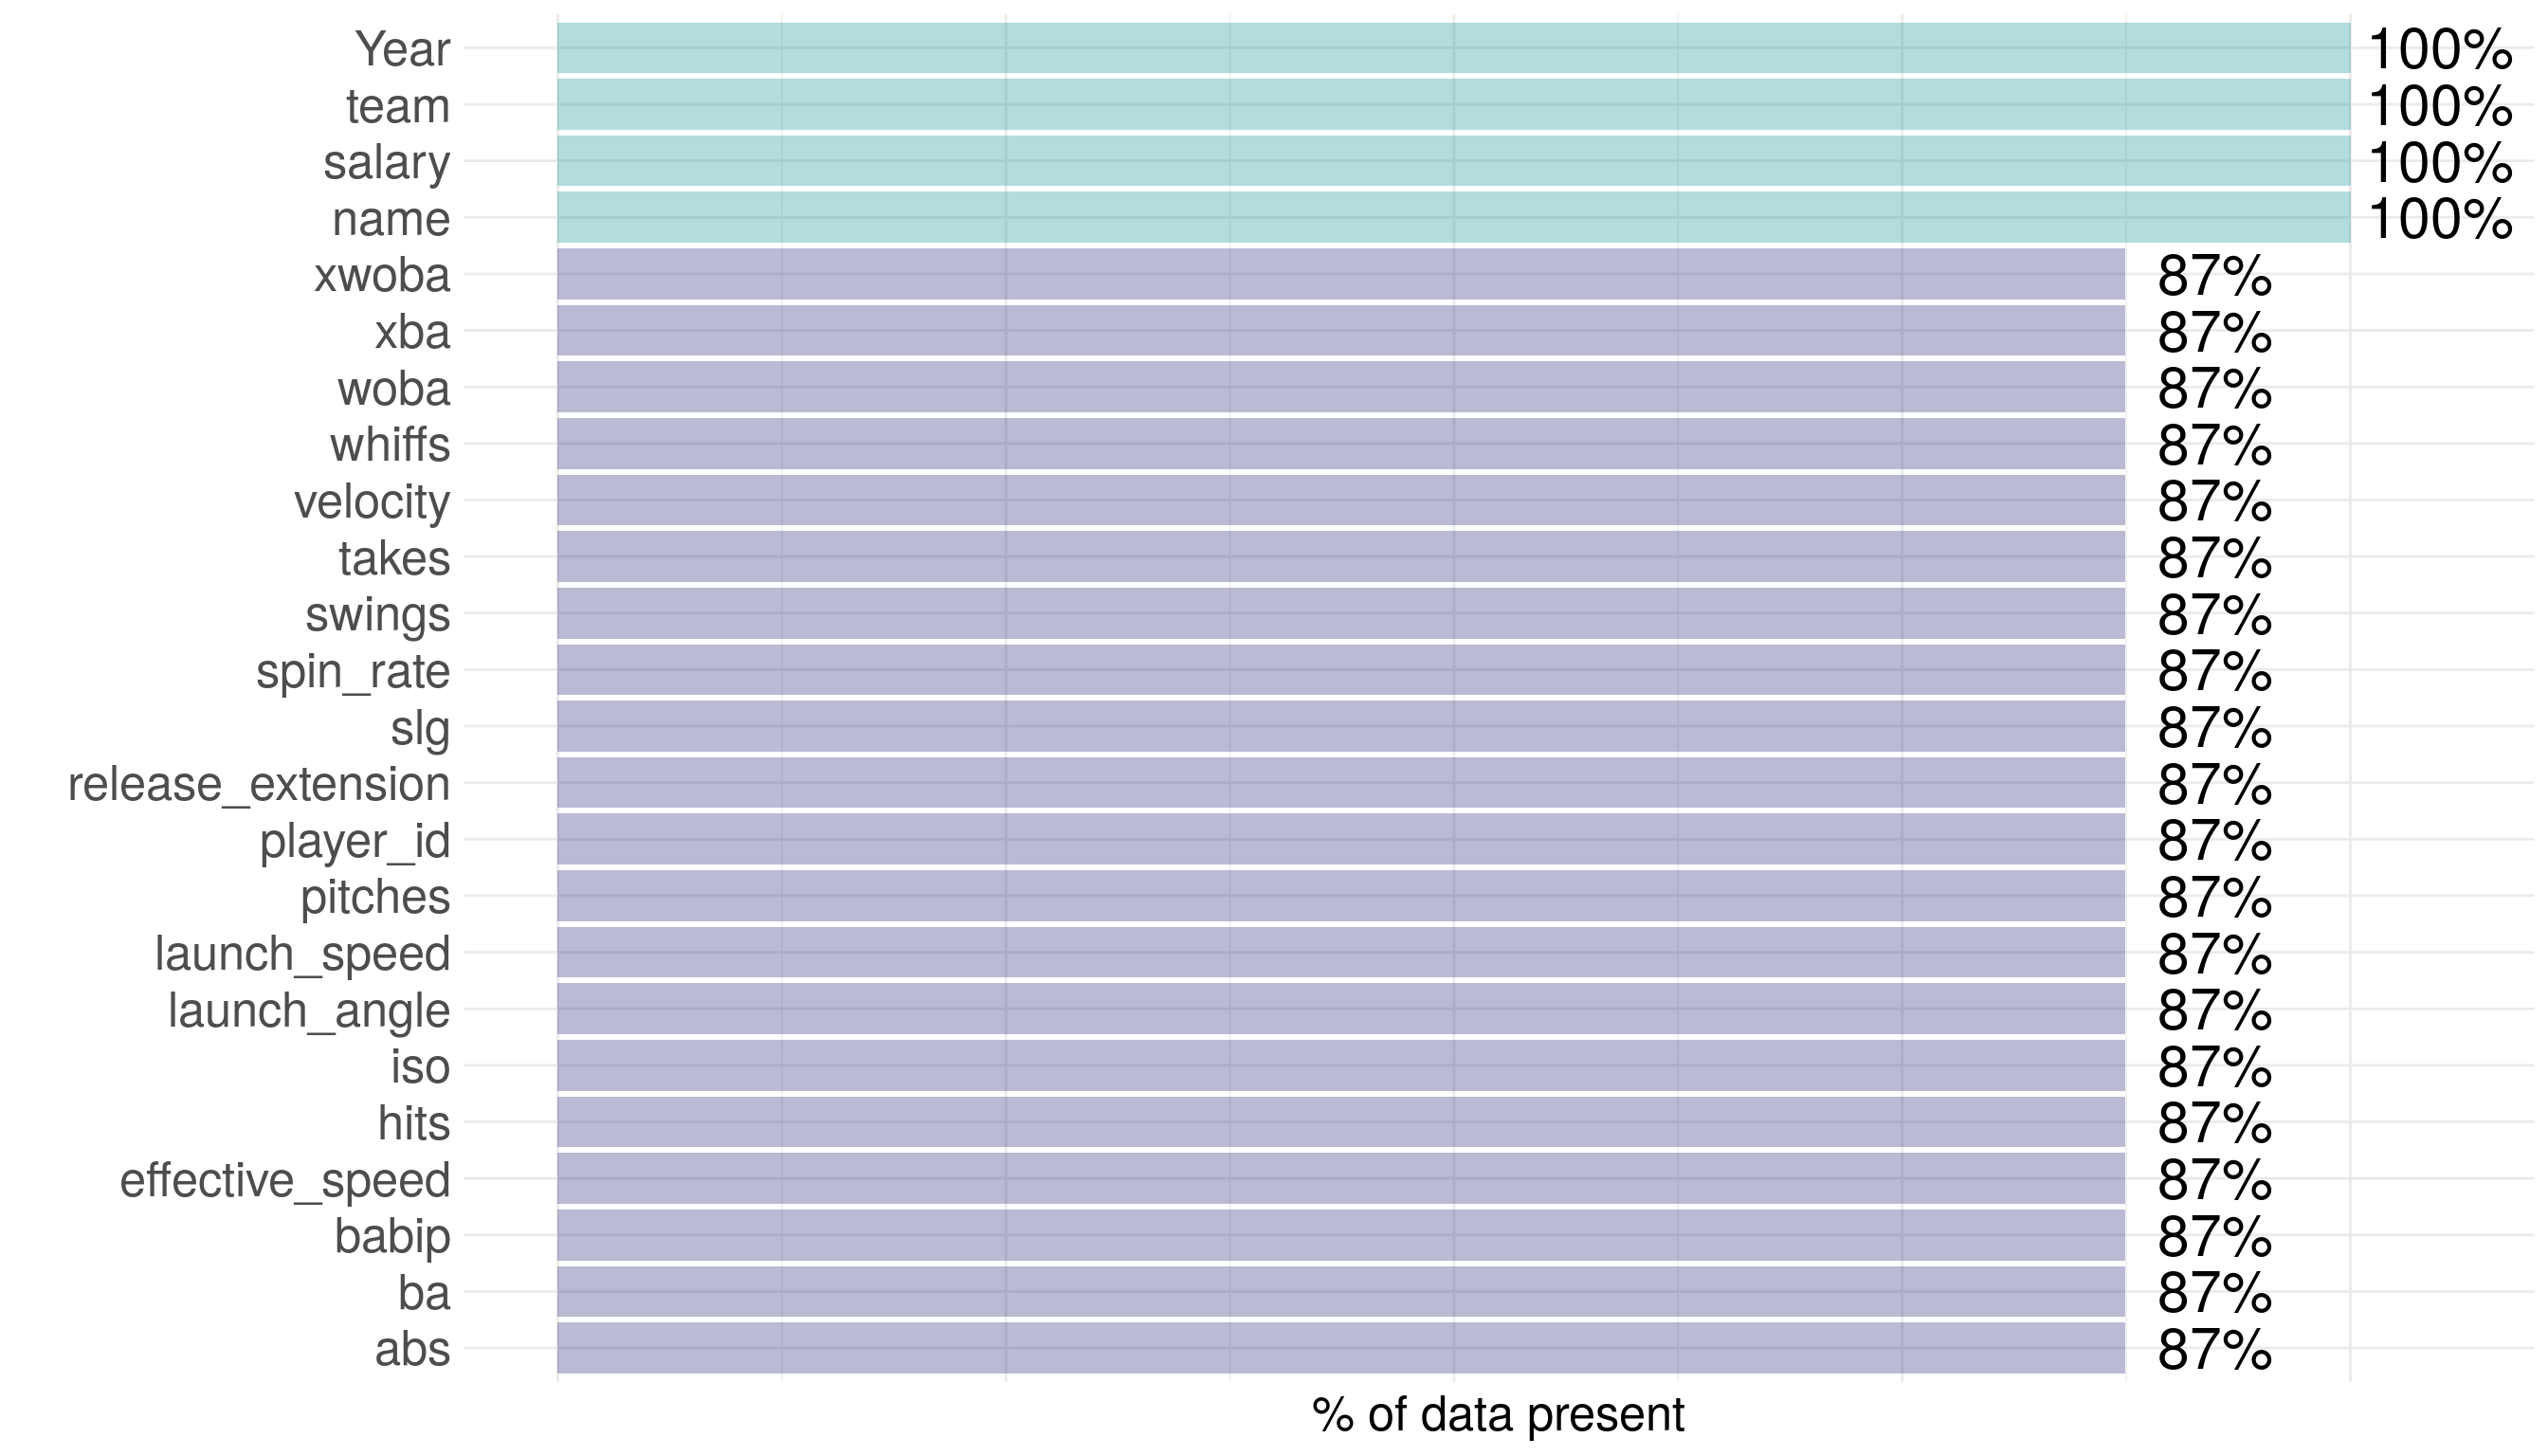 Year 100%
team 100%
salary 100%
name 100%
xwoba 87%
xba 87%
woba 87%
whiffs 87%
velocity 87%
takes 87%
swings 87%
spin_rate 87%
slg 87%
release_extension 87%
player_id 87%
pitches 87%
launch_speed 87%
launch_angle 87%
iso 87%
hits 87%
effective_speed 87%
babip 87%
ba 87%
abs 87%
% of data present